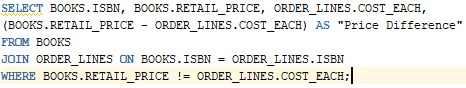 SELECT BOOKS.ISBN, BOOKS.RETAIL_PRICE, ORDER_LINES.COST_EACH,
(BOOKS.RETAIL_PRICE - ORDER_LINES.COST_EACH) AS "Price Difference"
FROM BOOKS
JOIN ORDER_LINES ON BOOKS.ISBN = ORDER_LINES.ISBN
WHERE BOOKS.RETAIL_PRICE != ORDER_LINES.COST_EACH;